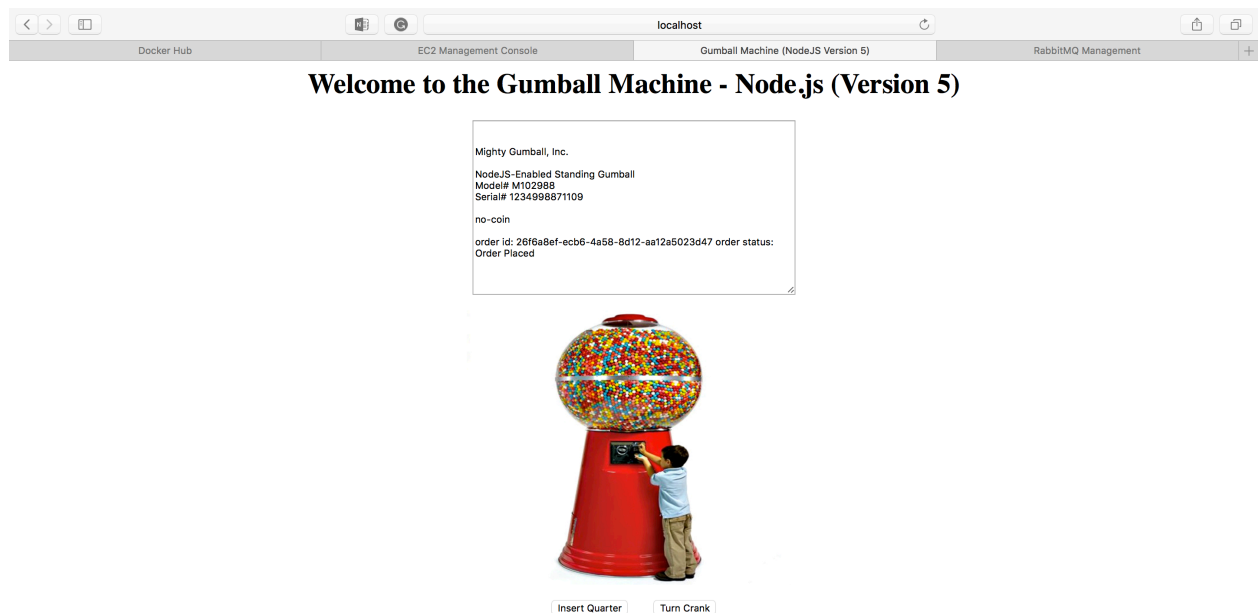 localhost
Docker Hub
EC2 Management Console
Gumball Machine (NodeJS Version 5)
RabbitMQ Management
Welcome to the Gumball Machine - Node.js (Version 5)
Mighty Gumball, Inc.
NodeJS-Enabled Standing Gumball
Model# M102988
Serial# 1234998871109
no-coin
order id: 26f6a8ef-ecb6-4a58-8d12-aa12a5023d47 order status:
Order Placed
Insert Quarter
Turn Crank